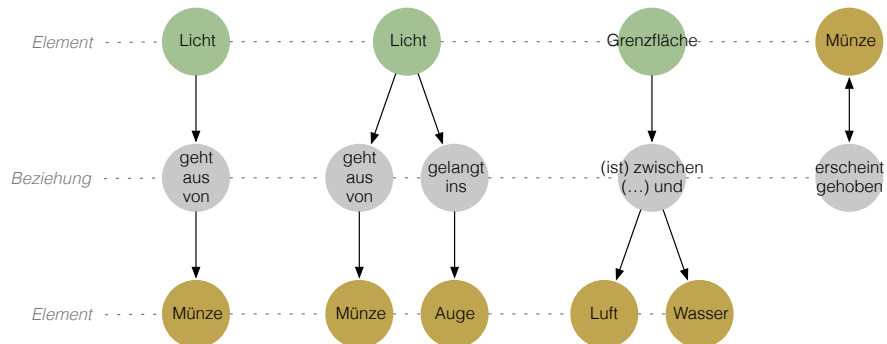 Element
Licht
Licht
Grenzfläche
Münze
Beziehung
geht
aus
von
geht
aus
von
gelangt
ins
(ist) zwischen
(…) und
erscheint
gehoben
Element
Münze
Münze
Auge
Luft
Wasser